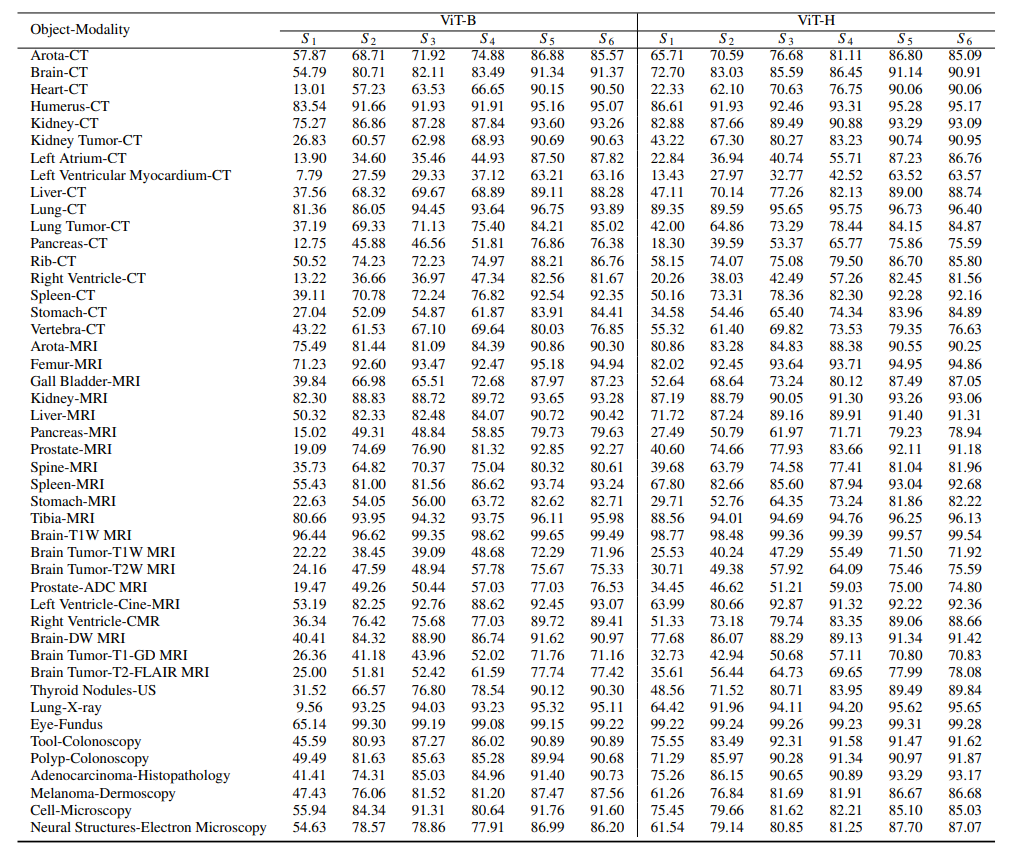 Object-Modality ViT-B ViT-H
S1 S2 S3 S4 S5 S6 S1 S2 S3 S4 S5 S6
Arota-CT 57.87 68.71 71.92 74.88 86.88 85.57 65.71 70.59 76.68 81.11 86.80 85.09
Brain-CT 54.79 80.71 82.11 83.49 91.34 91.37 72.70 83.03 85.59 86.45 91.14 90.91
Heart-CT 13.01 57.23 63.53 66.65 90.15 90.50 22.33 62.10 70.63 76.75 90.06 90.06
Humerus-CT 83.54 91.66 91.93 91.91 95.16 95.07 86.61 91.93 92.46 93.31 95.28 95.17
Kidney-CT 75.27 86.86 87.28 87.84 93.60 93.26 82.88 87.66 89.49 90.88 93.29 93.09
Kidney Tumor-CT 26.83 60.57 62.98 68.93 90.69 90.63 43.22 67.30 80.27 83.23 90.74 90.95
Left Atrium-CT 13.90 34.60 35.46 44.93 87.50 87.82 22.84 36.94 40.74 55.71 87.23 86.76
Left Ventricular Myocardium-CT 7.79 27.59 29.33 37.12 63.21 63.16 13.43 27.97 32.77 42.52 63.52 63.57
Liver-CT 37.56 68.32 69.67 68.89 89.11 88.28 47.11 70.14 77.26 82.13 89.00 88.74
Lung-CT 81.36 86.05 94.45 93.64 96.75 93.89 89.35 89.59 95.65 95.75 96.73 96.40
Lung Tumor-CT 37.19 69.33 71.13 75.40 84.21 85.02 42.00 64.86 73.29 78.44 84.15 84.87
Pancreas-CT 12.75 45.88 46.56 51.81 76.86 76.38 18.30 39.59 53.37 65.77 75.86 75.59
Rib-CT 50.52 74.23 72.23 74.97 88.21 86.76 58.15 74.07 75.08 79.50 86.70 85.80
Right Ventricle-CT 13.22 36.66 36.97 47.34 82.56 81.67 20.26 38.03 42.49 57.26 82.45 81.56
Spleen-CT 39.11 70.78 72.24 76.82 92.54 92.35 50.16 73.31 78.36 82.30 92.28 92.16
Stomach-CT 27.04 52.09 54.87 61.87 83.91 84.41 34.58 54.46 65.40 74.34 83.96 84.89
Vertebra-CT 43.22 61.53 67.10 69.64 80.03 76.85 55.32 61.40 69.82 73.53 79.35 76.63
Arota-MRI 75.49 81.44 81.09 84.39 90.86 90.30 80.86 83.28 84.83 88.38 90.55 90.25
Femur-MRI 71.23 92.60 93.47 92.47 95.18 94.94 82.02 92.45 93.64 93.71 94.95 94.86
Gall Bladder-MRI 39.84 66.98 65.51 72.68 87.97 87.23 52.64 68.64 73.24 80.12 87.49 87.05
Kidney-MRI 82.30 88.83 88.72 89.72 93.65 93.28 87.19 88.79 90.05 91.30 93.26 93.06
Liver-MRI 50.32 82.33 82.48 84.07 90.72 90.42 71.72 87.24 89.16 89.91 91.40 91.31
Pancreas-MRI 15.02 49.31 48.84 58.85 79.73 79.63 27.49 50.79 61.97 71.71 79.23 78.94
Prostate-MRI 19.09 74.69 76.90 81.32 92.85 92.27 40.60 74.66 77.93 83.66 92.11 91.18
Spine-MRI 35.73 64.82 70.37 75.04 80.32 80.61 39.68 63.79 74.58 77.41 81.04 81.96
Spleen-MRI 55.43 81.00 81.56 86.62 93.74 93.24 67.80 82.66 85.60 87.94 93.04 92.68
Stomach-MRI 22.63 54.05 56.00 63.72 82.62 82.71 29.71 52.76 64.35 73.24 81.86 82.22
Tibia-MRI 80.66 93.95 94.32 93.75 96.11 95.98 88.56 94.01 94.69 94.76 96.25 96.13
Brain-T1W MRI 96.44 96.62 99.35 98.62 99.65 99.49 98.77 98.48 99.36 99.39 99.57 99.54
Brain Tumor-T1W MRI 22.22 38.45 39.09 48.68 72.29 71.96 25.53 40.24 47.29 55.49 71.50 71.92
Brain Tumor-T2W MRI 24.16 47.59 48.94 57.78 75.67 75.33 30.71 49.38 57.92 64.09 75.46 75.59
Prostate-ADC MRI 19.47 49.26 50.44 57.03 77.03 76.53 34.45 46.62 51.21 59.03 75.00 74.80
Left Ventricle-Cine-MRI 53.19 82.25 92.76 88.62 92.45 93.07 63.99 80.66 92.87 91.32 92.22 92.36
Right Ventricle-CMR 36.34 76.42 75.68 77.03 89.72 89.41 51.33 73.18 79.74 83.35 89.06 88.66
Brain-DW MRI 40.41 84.32 88.90 86.74 91.62 90.97 77.68 86.07 88.29 89.13 91.34 91.42
Brain Tumor-T1-GD MRI 26.36 41.18 43.96 52.02 71.76 71.16 32.73 42.94 50.68 57.11 70.80 70.83
Brain Tumor-T2-FLAIR MRI 25.00 51.81 52.42 61.59 77.74 77.42 35.61 56.44 64.73 69.65 77.99 78.08
Thyroid Nodules-US 31.52 66.57 76.80 78.54 90.12 90.30 48.56 71.52 80.71 83.95 89.49 89.84
Lung-X-ray 9.56 93.25 94.03 93.23 95.32 95.11 64.42 91.96 94.11 94.20 95.62 95.65
Eye-Fundus 65.14 99.30 99.19 99.08 99.15 99.22 99.22 99.24 99.26 99.23 99.31 99.28
Tool-Colonoscopy 45.59 80.93 87.27 86.02 90.89 90.89 75.55 83.49 92.31 91.58 91.47 91.62
Polyp-Colonoscopy 49.49 81.63 85.63 85.28 89.94 90.68 71.29 85.97 90.28 91.34 90.97 91.87
Adenocarcinoma-Histopathology 41.41 74.31 85.03 84.96 91.40 90.73 75.26 86.15 90.65 90.89 93.29 93.17
Melanoma-Dermoscopy 47.43 76.06 81.52 81.20 87.47 87.56 61.26 76.84 81.69 81.91 86.67 86.68
Cell-Microscopy 55.94 84.34 91.31 80.64 91.76 91.60 75.45 79.66 81.62 82.21 85.10 85.03
Neural Structures-Electron Microscopy 54.63 78.57 78.86 77.91 86.99 86.20 61.54 79.14 80.85 81.25 87.70 87.07